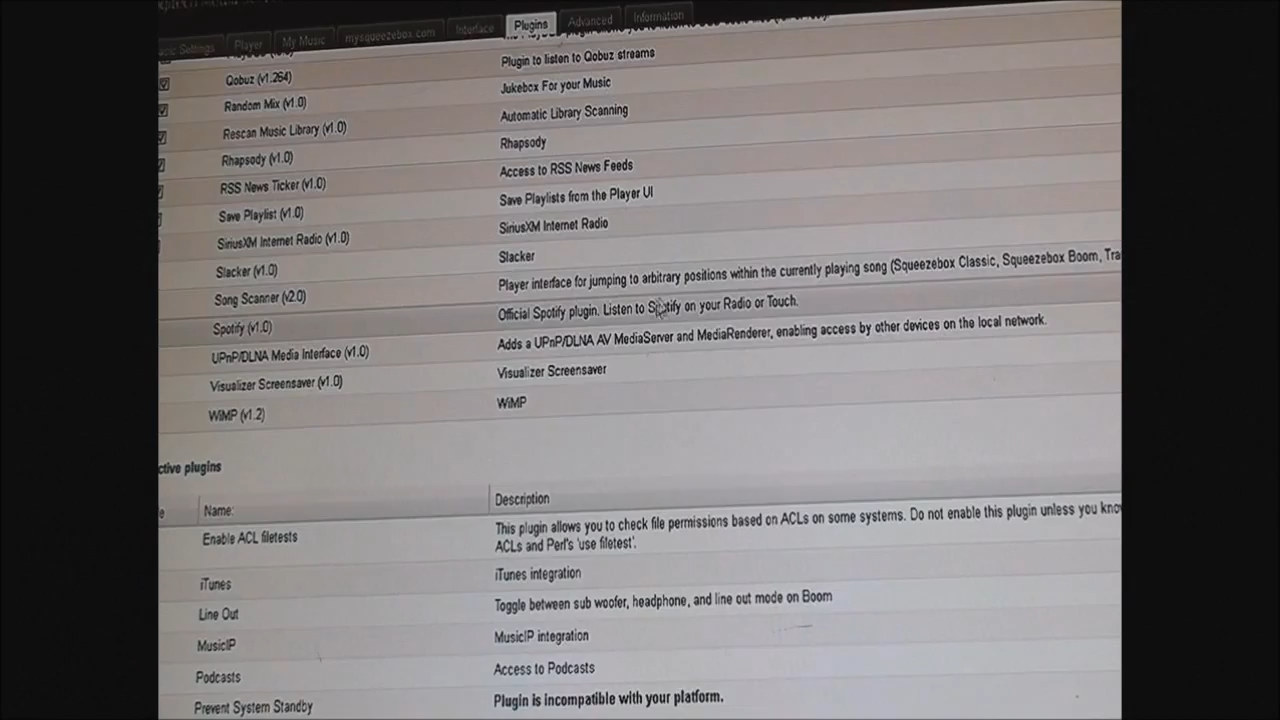 Settings Player My Music mysqueezebox.com Interface Plugins Advanced Information
Qobuz (v1.264) Plugin to listen to Qobuz streams
Random Mix (v1.0) Jukebox For your Music
Rescan Music Library (v1.0) Automatic Library Scanning
Rhapsody (v1.0) Rhapsody
RSS News Ticker (v1.0) Access to RSS News Feeds
Save Playlist (v1.0) Save Playlists from the Player UI
SiriusXM Internet Radio (v1.0) SiriusXM Internet Radio
Slacker (v1.0) Slacker
Song Scanner (v2.0) Player interface for jumping to arbitrary positions within the currently playing song (Squeezebox Classic, Squeezebox Boom, Tra
Spotify (v1.0) Official Spotify plugin. Listen to Spotify on your Radio or Touch.
UPnP/DLNA Media Interface (v1.0) Adds a UPnP/DLNA AV MediaServer and MediaRenderer, enabling access by other devices on the local network.
Visualizer Screensaver (v1.0) Visualizer Screensaver
WiMP (v1.2) WiMP
ctive plugins
e Name: Description
Enable ACL filetests This plugin allows you to check file permissions based on ACLs on some systems. Do not enable this plugin unless you know
ACLs and Perl's 'use filetest'.
iTunes iTunes integration
Line Out Toggle between sub woofer, headphone, and line out mode on Boom
MusicIP MusicIP integration
Podcasts Access to Podcasts
Prevent System Standby Plugin is incompatible with your platform.